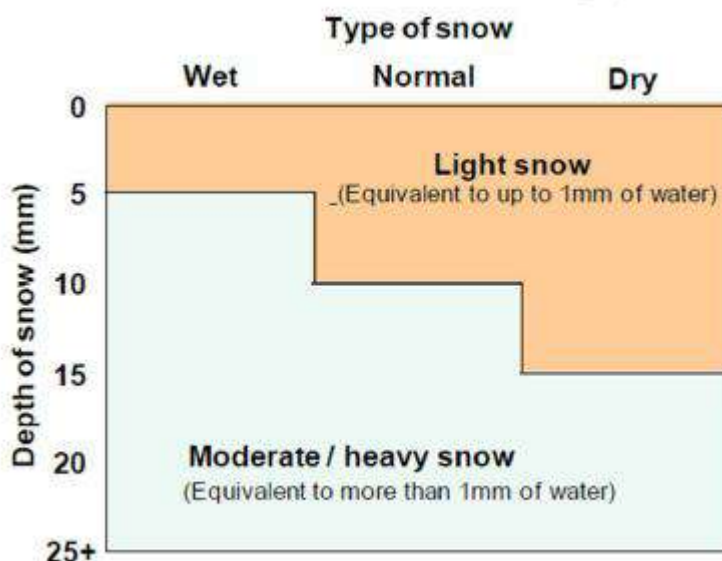 Type of snow
Wet Normal Dry
0
5
10
15
20
25+
Depth of snow (mm)
Light snow
_(Equivalent to up to 1mm of water)
Moderate / heavy snow
(Equivalent to more than 1mm of water)